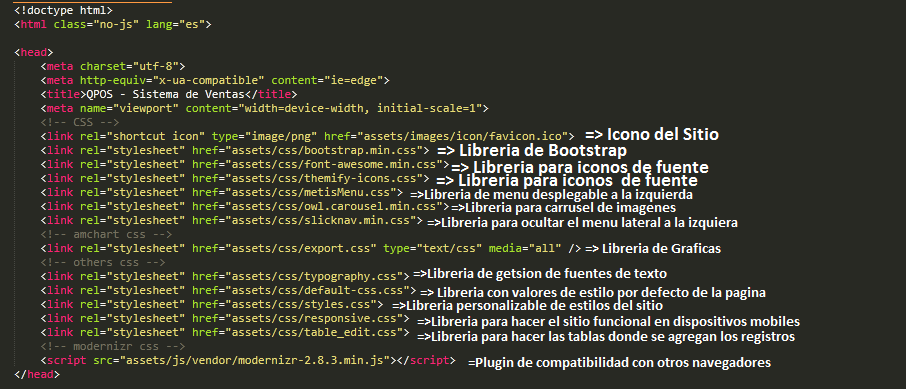 <!doctype html>
<html class="no-js" lang="es">
<head>
<meta charset="utf-8">
<meta http-equiv="x-ua-compatible" content="ie=edge">
<title>QPOS - Sistema de Ventas</title>
<meta name="viewport" content="width=device-width, initial-scale=1">
<!-- CSS -->
<link rel="shortcut icon" type="image/png" href="assets/images/icon/favicon.ico"> => Icono del Sitio
<link rel="stylesheet" href="assets/css/bootstrap.min.css"> => Libreria de Bootstrap
<link rel="stylesheet" href="assets/css/font-awesome.min.css"> => Libreria para iconos de fuente
<link rel="stylesheet" href="assets/css/themify-icons.css"> => Libreria para iconos de fuente
<link rel="stylesheet" href="assets/css/metisMenu.css"> =>Libreria de menu desplegable a la izquierda
<link rel="stylesheet" href="assets/css/owl.carousel.min.css"> =>Libreria para carrusel de imagenes
<link rel="stylesheet" href="assets/css/slicknav.min.css"> =>Libreria para ocultar el menu lateral a la izquiera
<!-- amchart css -->
<link rel="stylesheet" href="assets/css/export.css" type="text/css" media="all" /> => Libreria de Graficas
<!-- others css -->
<link rel="stylesheet" href="assets/css/typography.css"> =>Libreria de getsion de fuentes de texto
<link rel="stylesheet" href="assets/css/default-css.css"> => Libreria con valores de estilo por defecto de la pagina
<link rel="stylesheet" href="assets/css/styles.css"> =>Libreria personalizable de estilos del sitio
<link rel="stylesheet" href="assets/css/responsive.css"> =>Libreria para hacer el sitio funcional en dispositivos mobiles
<link rel="stylesheet" href="assets/css/table_edit.css"> =>Libreria para hacer las tablas donde se agregan los registros
<!-- modernizr css -->
<script src="assets/js/vendor/modernizr-2.8.3.min.js"></script> =Plugin de compatibilidad con otros navegadores
</head>